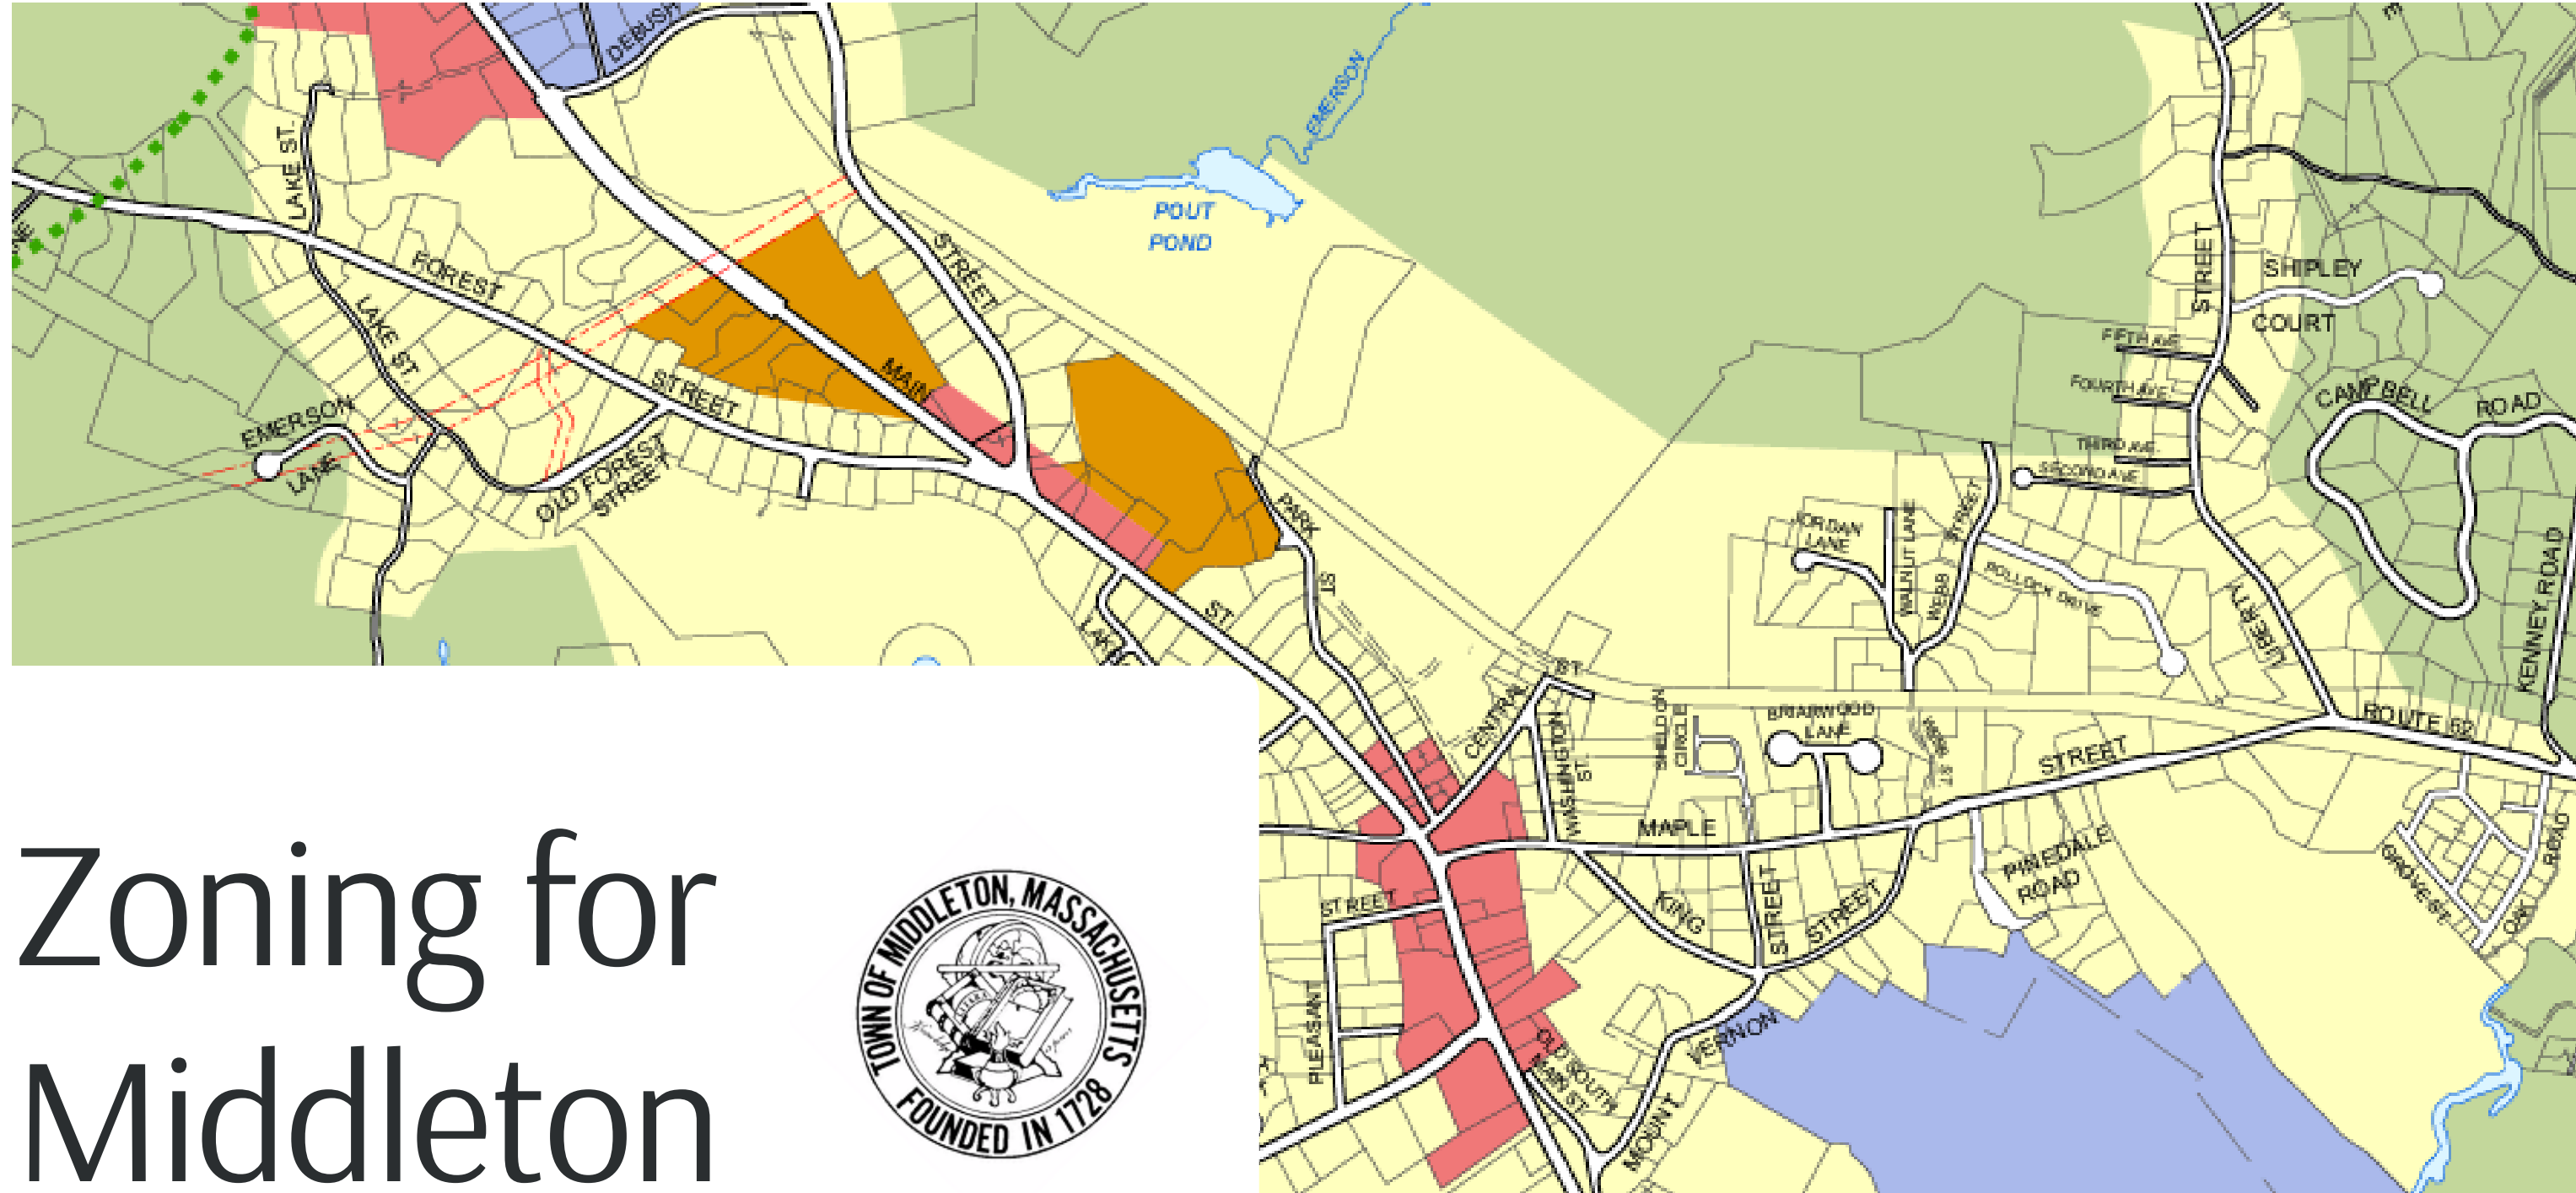 DEBUSH
EMERSON
LAKE ST.
POUT
POND
STREET
FOREST
LAKE ST.
STREET
SHIPLEY
COURT
FIFTH AVE
FOURTH AVE
THIRD AVE
SECOND AVE
CAMPBELL
ROAD
MAIN
STREET
EMERSON
LANE
OLD FOREST
STREET
PARK
ST
JORDAN
LANE
WALNUT LANE
WEBB
STREET
POLLOCK DRIVE
KENNEY ROAD
LIBERTY
ST.
CENTRAL
ST
WASHINGTON
ST.
SHELDON
CIRCLE
BRIARWOOD
LANE
ROUTE 62
STREET
MAPLE
PINEDALE
ROAD
GROVE ST
OAK
ROAD
STREET
KING
STREET
STREET
PLEASANT
OLD SOUTH
MAIN ST.
VERNON
MOUNT
Zoning for
Middleton
TOWN OF MIDDLETON, MASSACHUSETTS
FOUNDED IN 1728